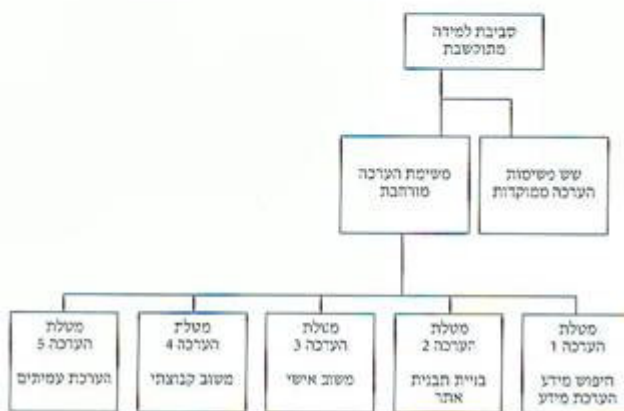 סביבת למידה
מתוקשבת
שש משימות
הערכה ממוקדות
משימת הערכה
מורחבת
מטלת
הערכה 1
חיפוש מידע
הערכת מידע
מטלת
הערכה 2
בניית תבנית
אתר
מטלת
הערכה 3
משוב אישי
מטלת
הערכה 4
משוב קבוצתי
מטלת
הערכה 5
הערכת עמיתים